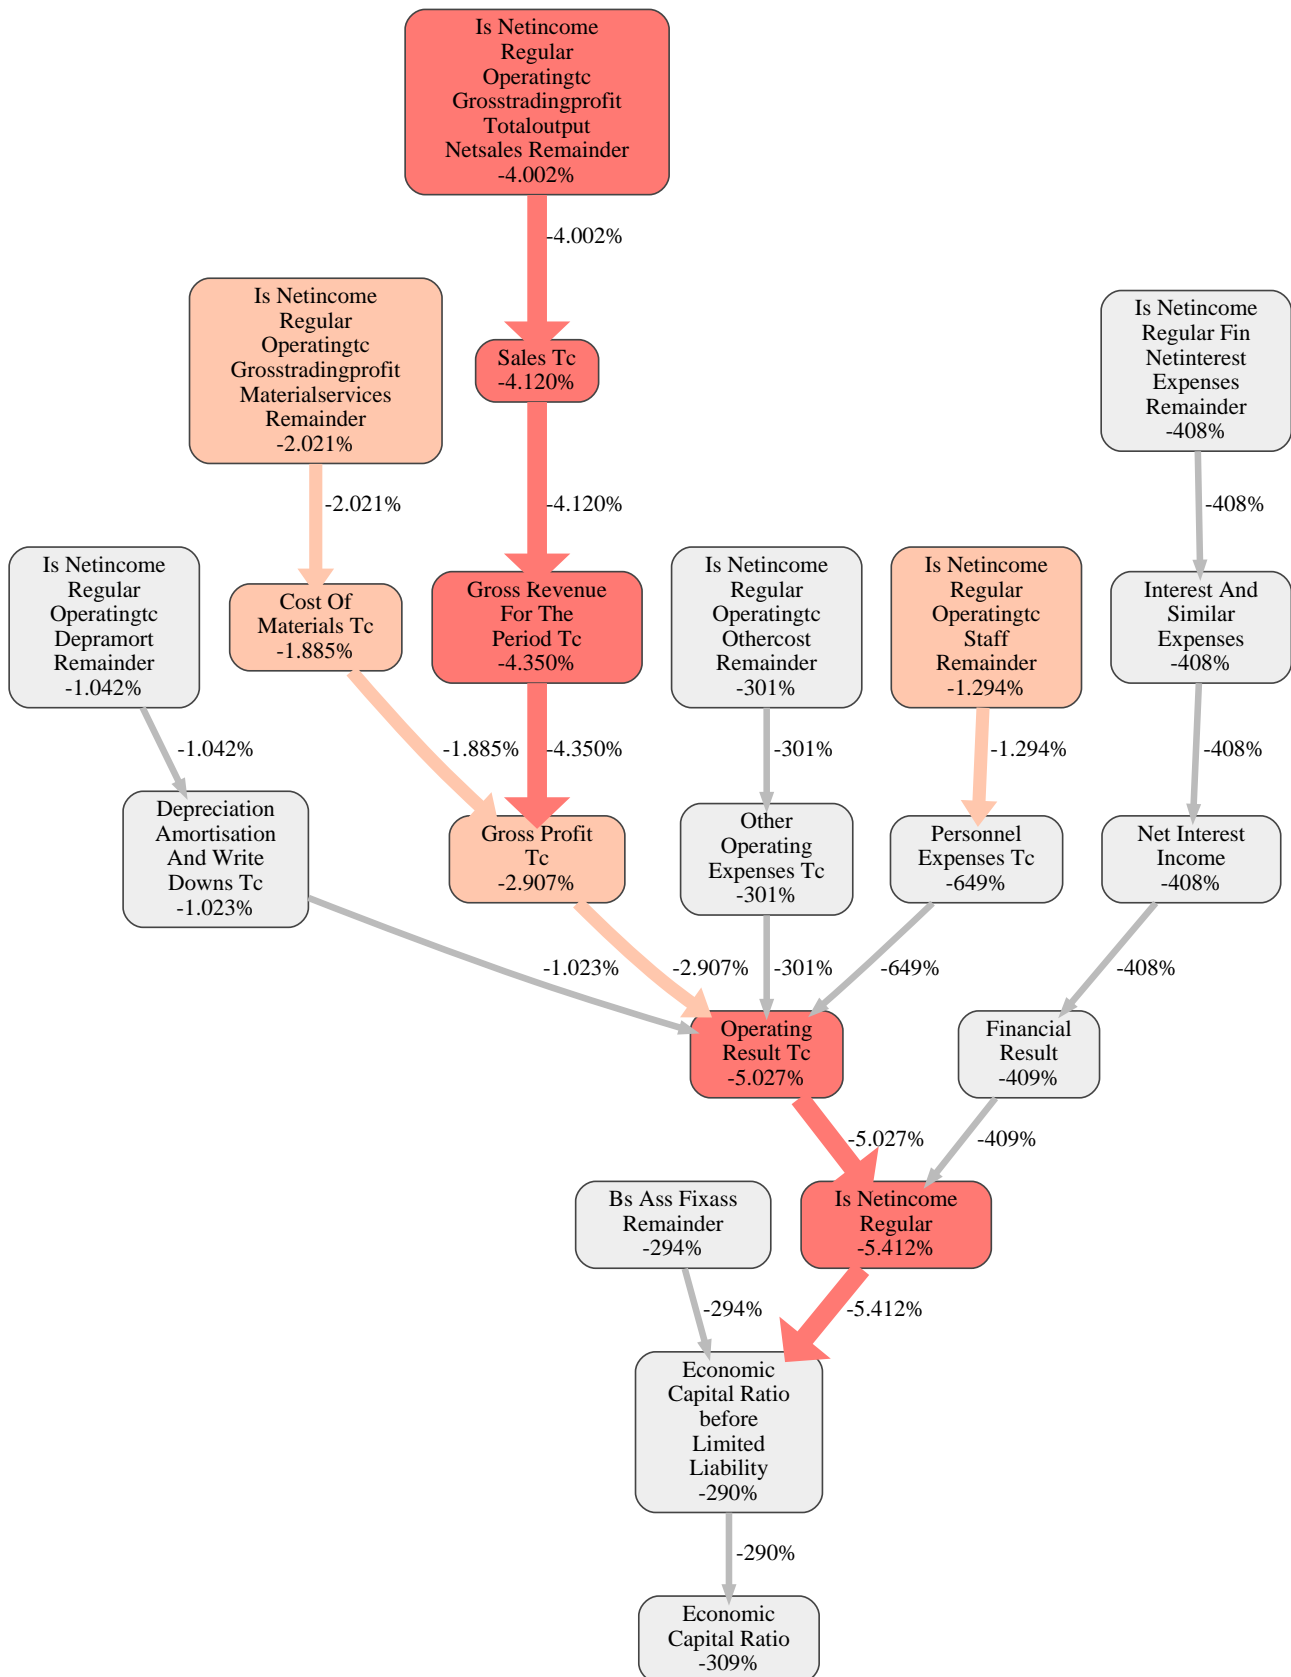 Is Netincome
Regular
Operatingtc
Grosstradingprofit
Totaloutput
Netsales Remainder
-4.002%
-4.002%
Is Netincome
Regular
Operatingtc
Grosstradingprofit
Materialservices
Remainder
-2.021%
Is Netincome
Regular Fin
Netinterest
Expenses
Remainder
-408%
Sales Tc
-4.120%
-2.021%
-4.120%
-408%
Is Netincome
Regular
Operatingtc
Depramort
Remainder
-1.042%
Cost Of
Materials Tc
-1.885%
Gross Revenue
For The
Period Tc
-4.350%
Is Netincome
Regular
Operatingtc
Othercost
Remainder
-301%
Is Netincome
Regular
Operatingtc
Staff
Remainder
-1.294%
Interest And
Similar
Expenses
-408%
-1.042%
-1.885%
-4.350%
-301%
-1.294%
-408%
Depreciation
Amortisation
And Write
Downs Tc
-1.023%
Gross Profit
Tc
-2.907%
Other
Operating
Expenses Tc
-301%
Personnel
Expenses Tc
-649%
Net Interest
Income
-408%
-1.023%
-2.907%
-301%
-649%
-408%
Operating
Result Tc
-5.027%
Financial
Result
-409%
-5.027%
-409%
Bs Ass Fixass
Remainder
-294%
Is Netincome
Regular
-5.412%
-294%
-5.412%
Economic
Capital Ratio
before
Limited
Liability
-290%
-290%
Economic
Capital Ratio
-309%